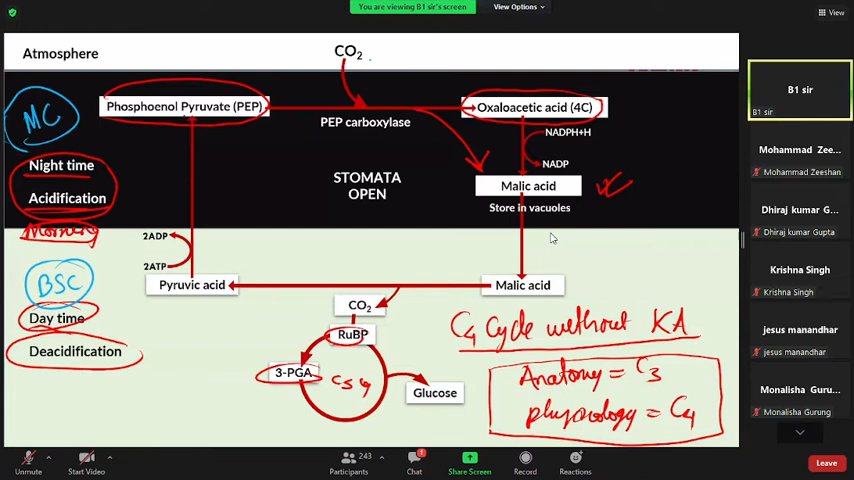 You are viewing B1 sir's screen
View Options
View
Atmosphere
CO2
Phosphoenol Pyruvate (PEP)
Oxaloacetic acid (4C)
MC
PEP carboxylase
NADPH+H
Night time
NADP
STOMATA
OPEN
Malic acid
Acidification
Store in vacuoles
Morning
2ADP
2ATP
BSC
Pyruvic acid
Malic acid
CO2
Day time
RuBP
C4 Cycle without KA
Deacidification
3-PGA
Glucose
Anatomy = C3
physiology = C4
B1 sir
B1 sir
Mohammad Zee...
Mohammad Zeeshan
Dhiraj kumar G...
Dhiraj kumar Gupta
Krishna Singh
Krishna Singh
jesus manandhar
jesus manandhar
Monalisha Guru...
Monalisha Gurung
Unmute
Start Video
243
Participants
1
Chat
Share Screen
Record
Reactions
Leave